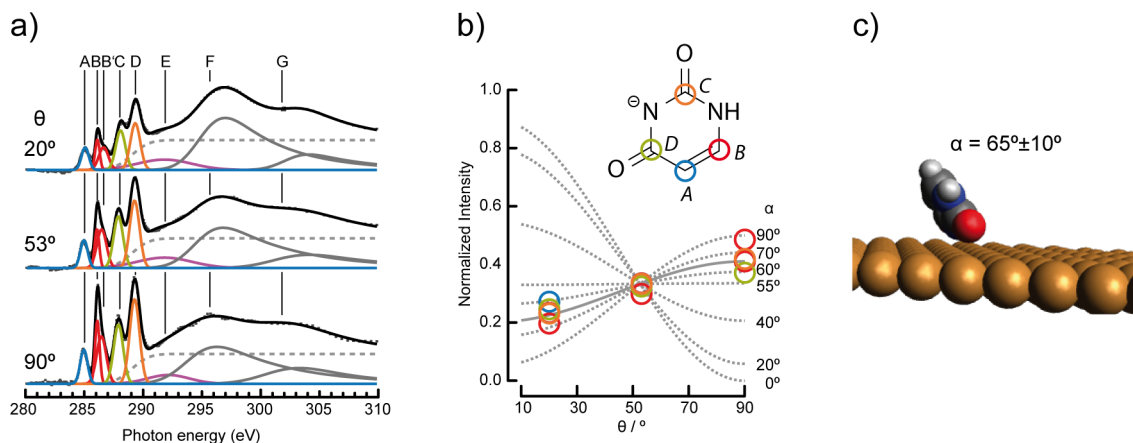 a)
A B B' C D E F G
θ
20º
53º
90º
280 285 290 295 300 305 310
Photon energy (eV)
b)
Normalized Intensity
1.0
0.8
0.6
0.4
0.2
0.0
10 30 50 70 90
θ / º
O
C
⊖
N
NH
D
B
O
A
α
90º
70º
60º
55º
40º
20º
0º
c)
α = 65º±10º